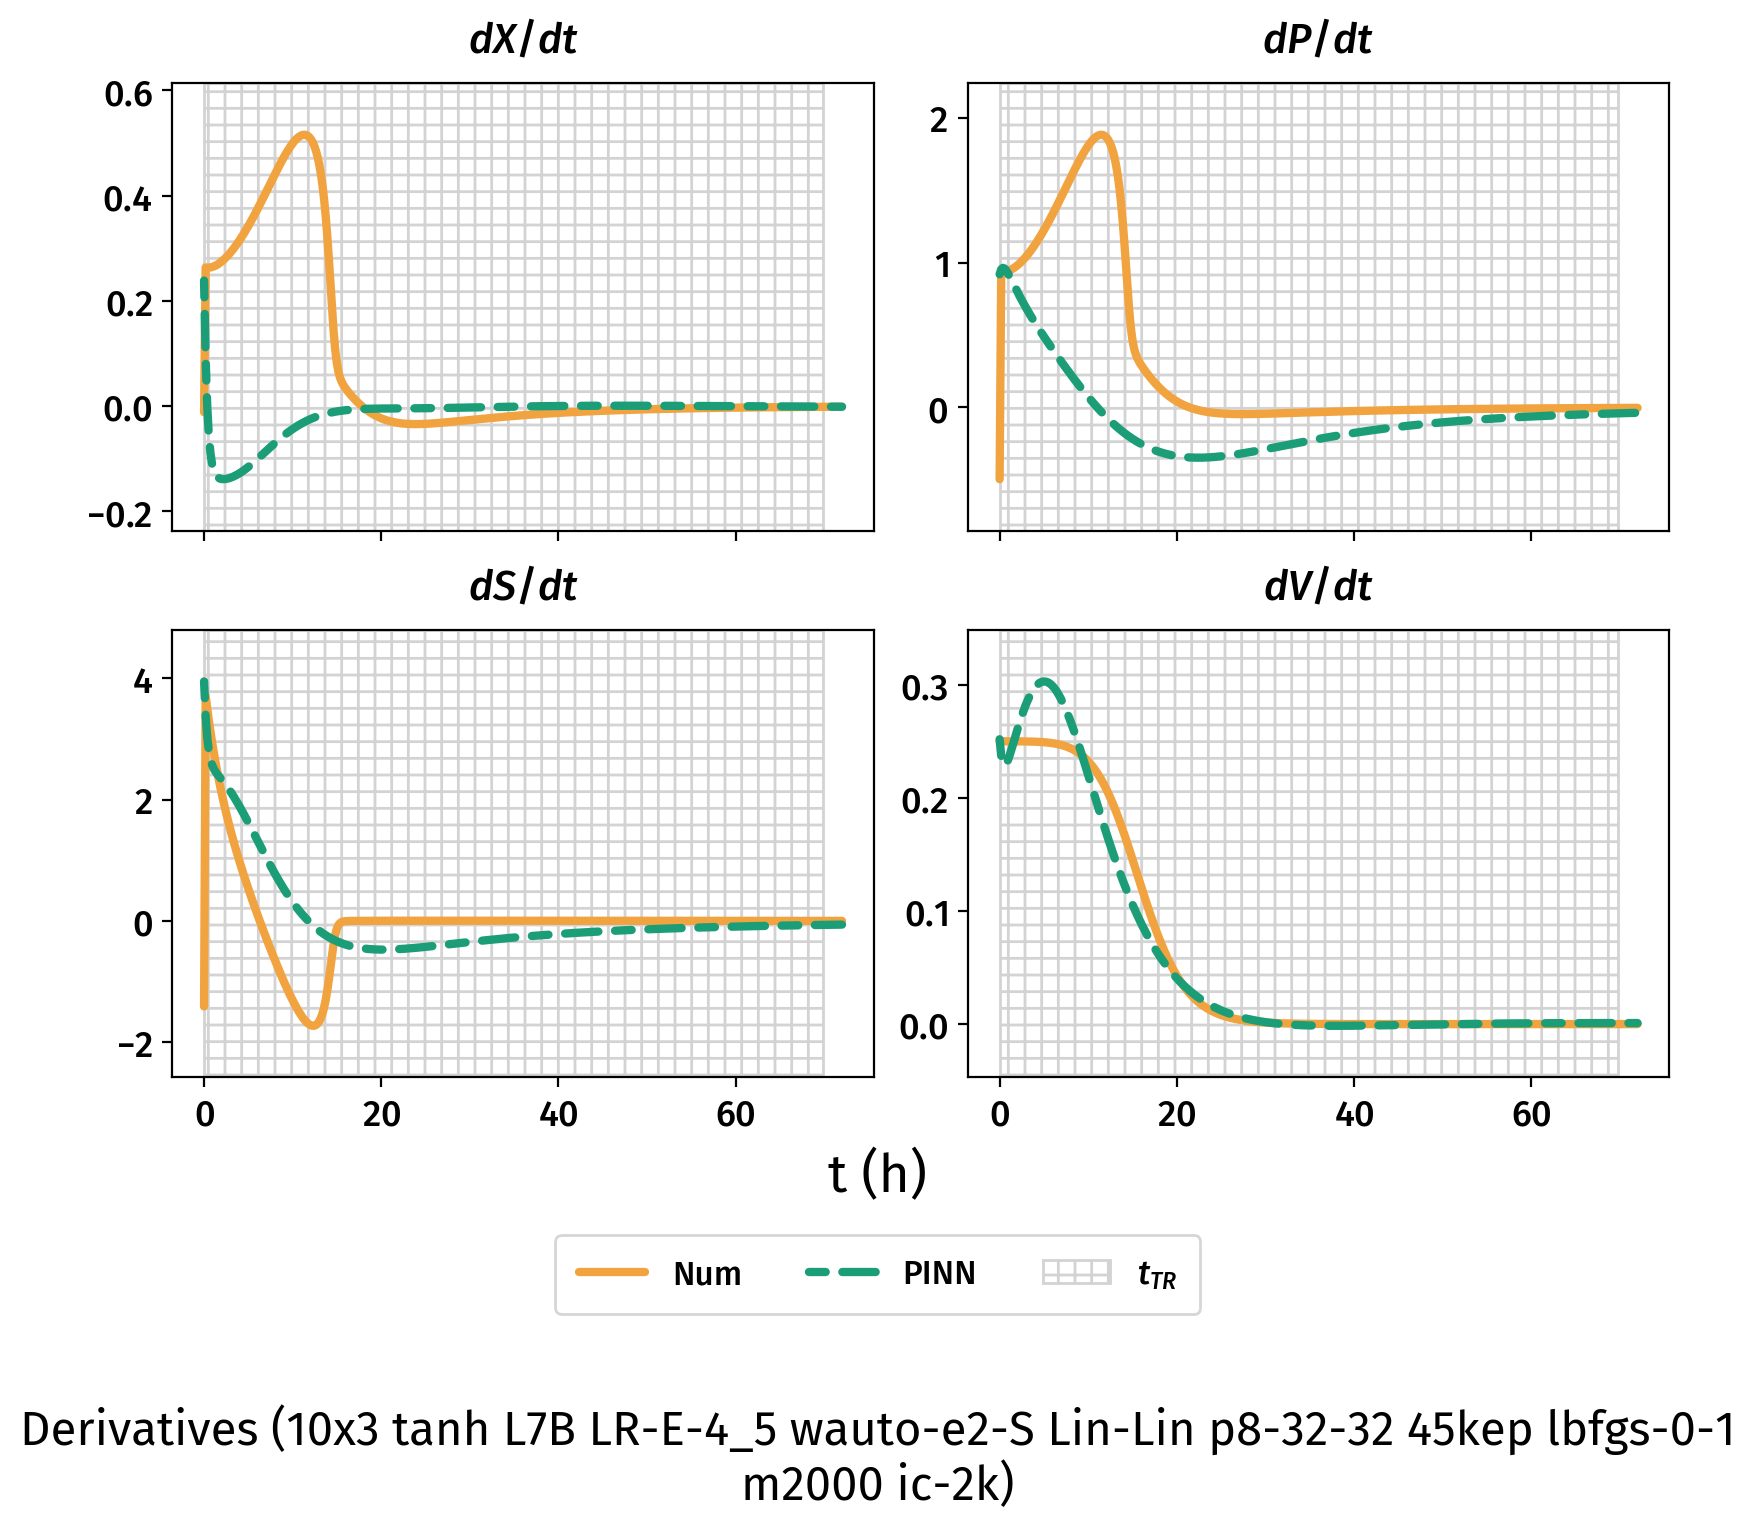 dX/dt
dP/dt
0.6
0.4
0.2
0.0
−0.2
2
1
0
dS/dt
dV/dt
4
2
0
−2
0.3
0.2
0.1
0.0
0 20 40 60
0 20 40 60
t (h)
Num PINN tTR
Derivatives (10x3 tanh L7B LR-E-4_5 wauto-e2-S Lin-Lin p8-32-32 45kep lbfgs-0-1
m2000 ic-2k)